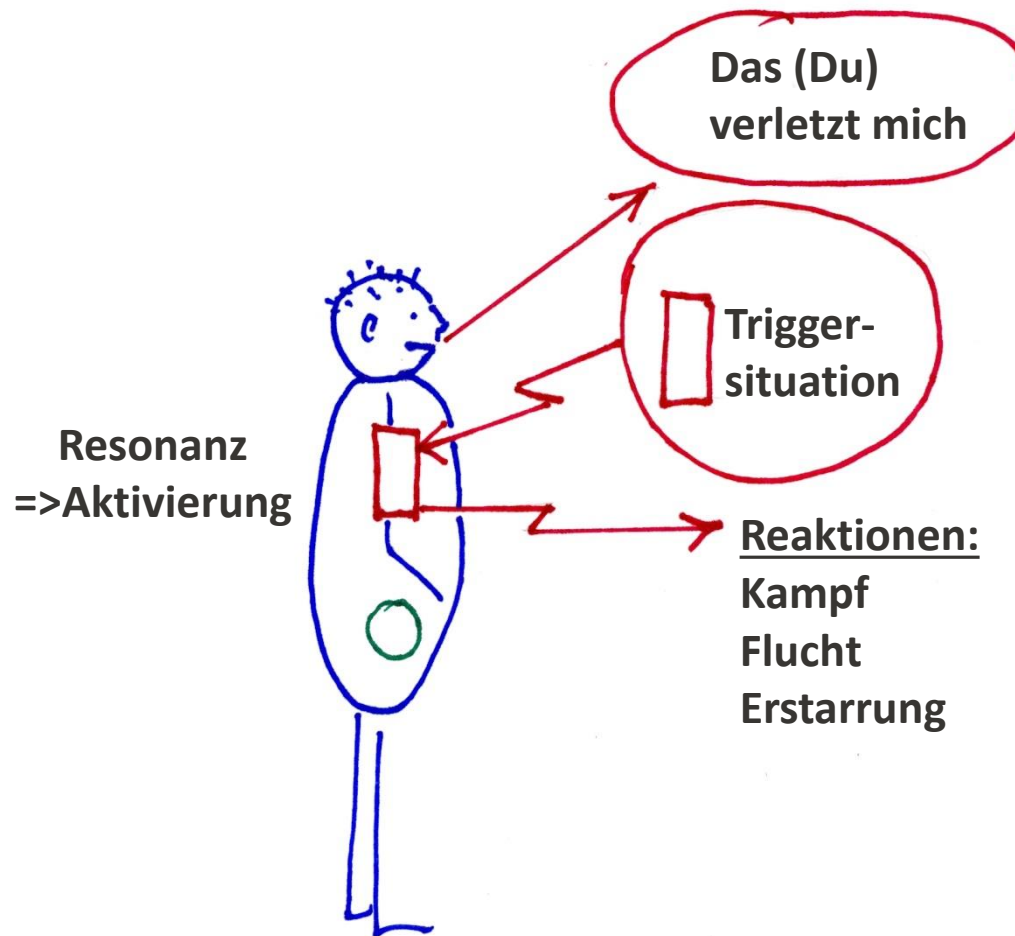 Das (Du)
verletzt mich
Trigger-
situation
Resonanz
=>Aktivierung
Reaktionen:
Kampf
Flucht
Erstarrung